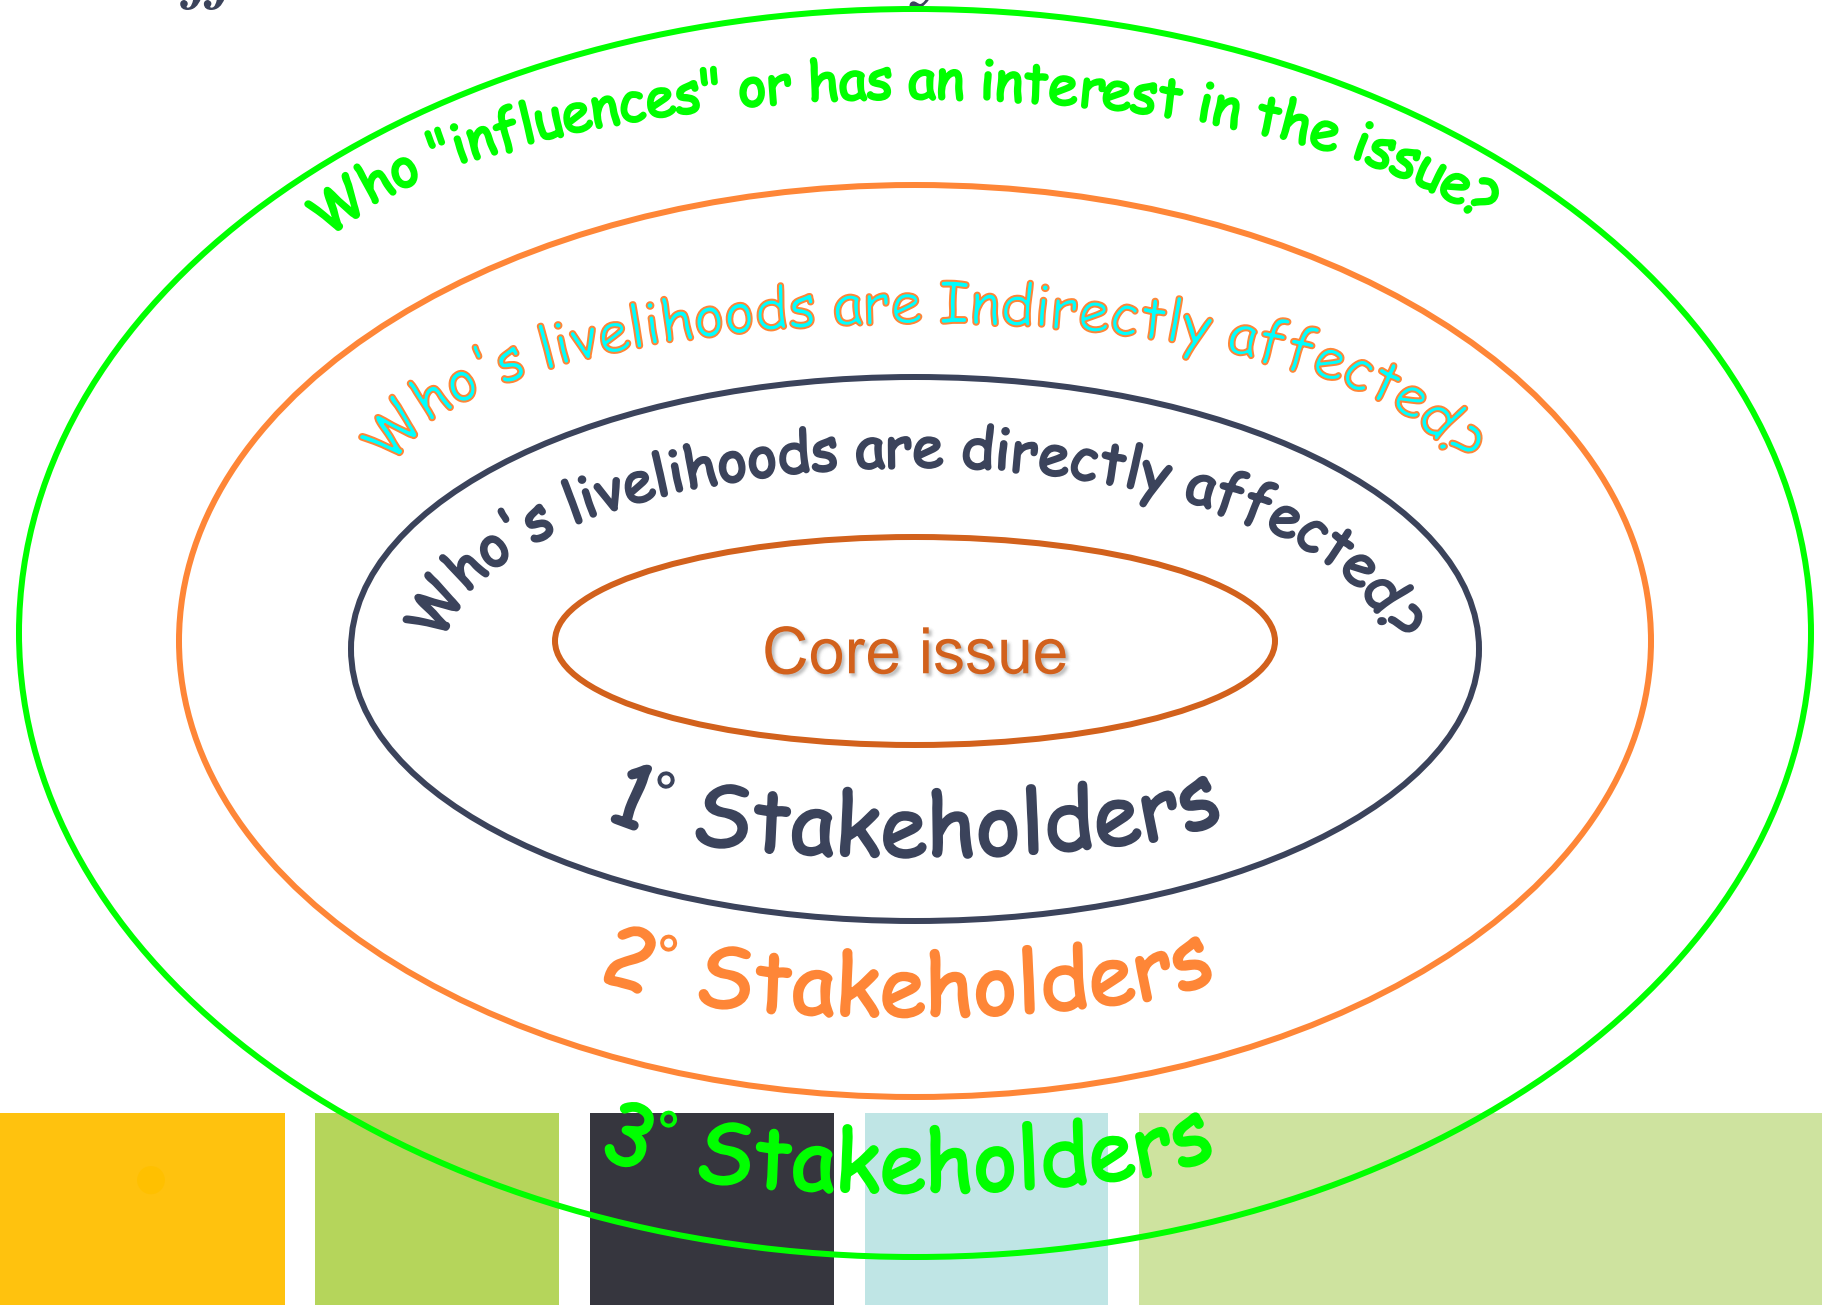 Who "influences" or has an interest in the issue?
Who's livelihoods are Indirectly affected?
Who's livelihoods are directly affected?
Core issue
1° Stakeholders
2° Stakeholders
3° Stakeholders